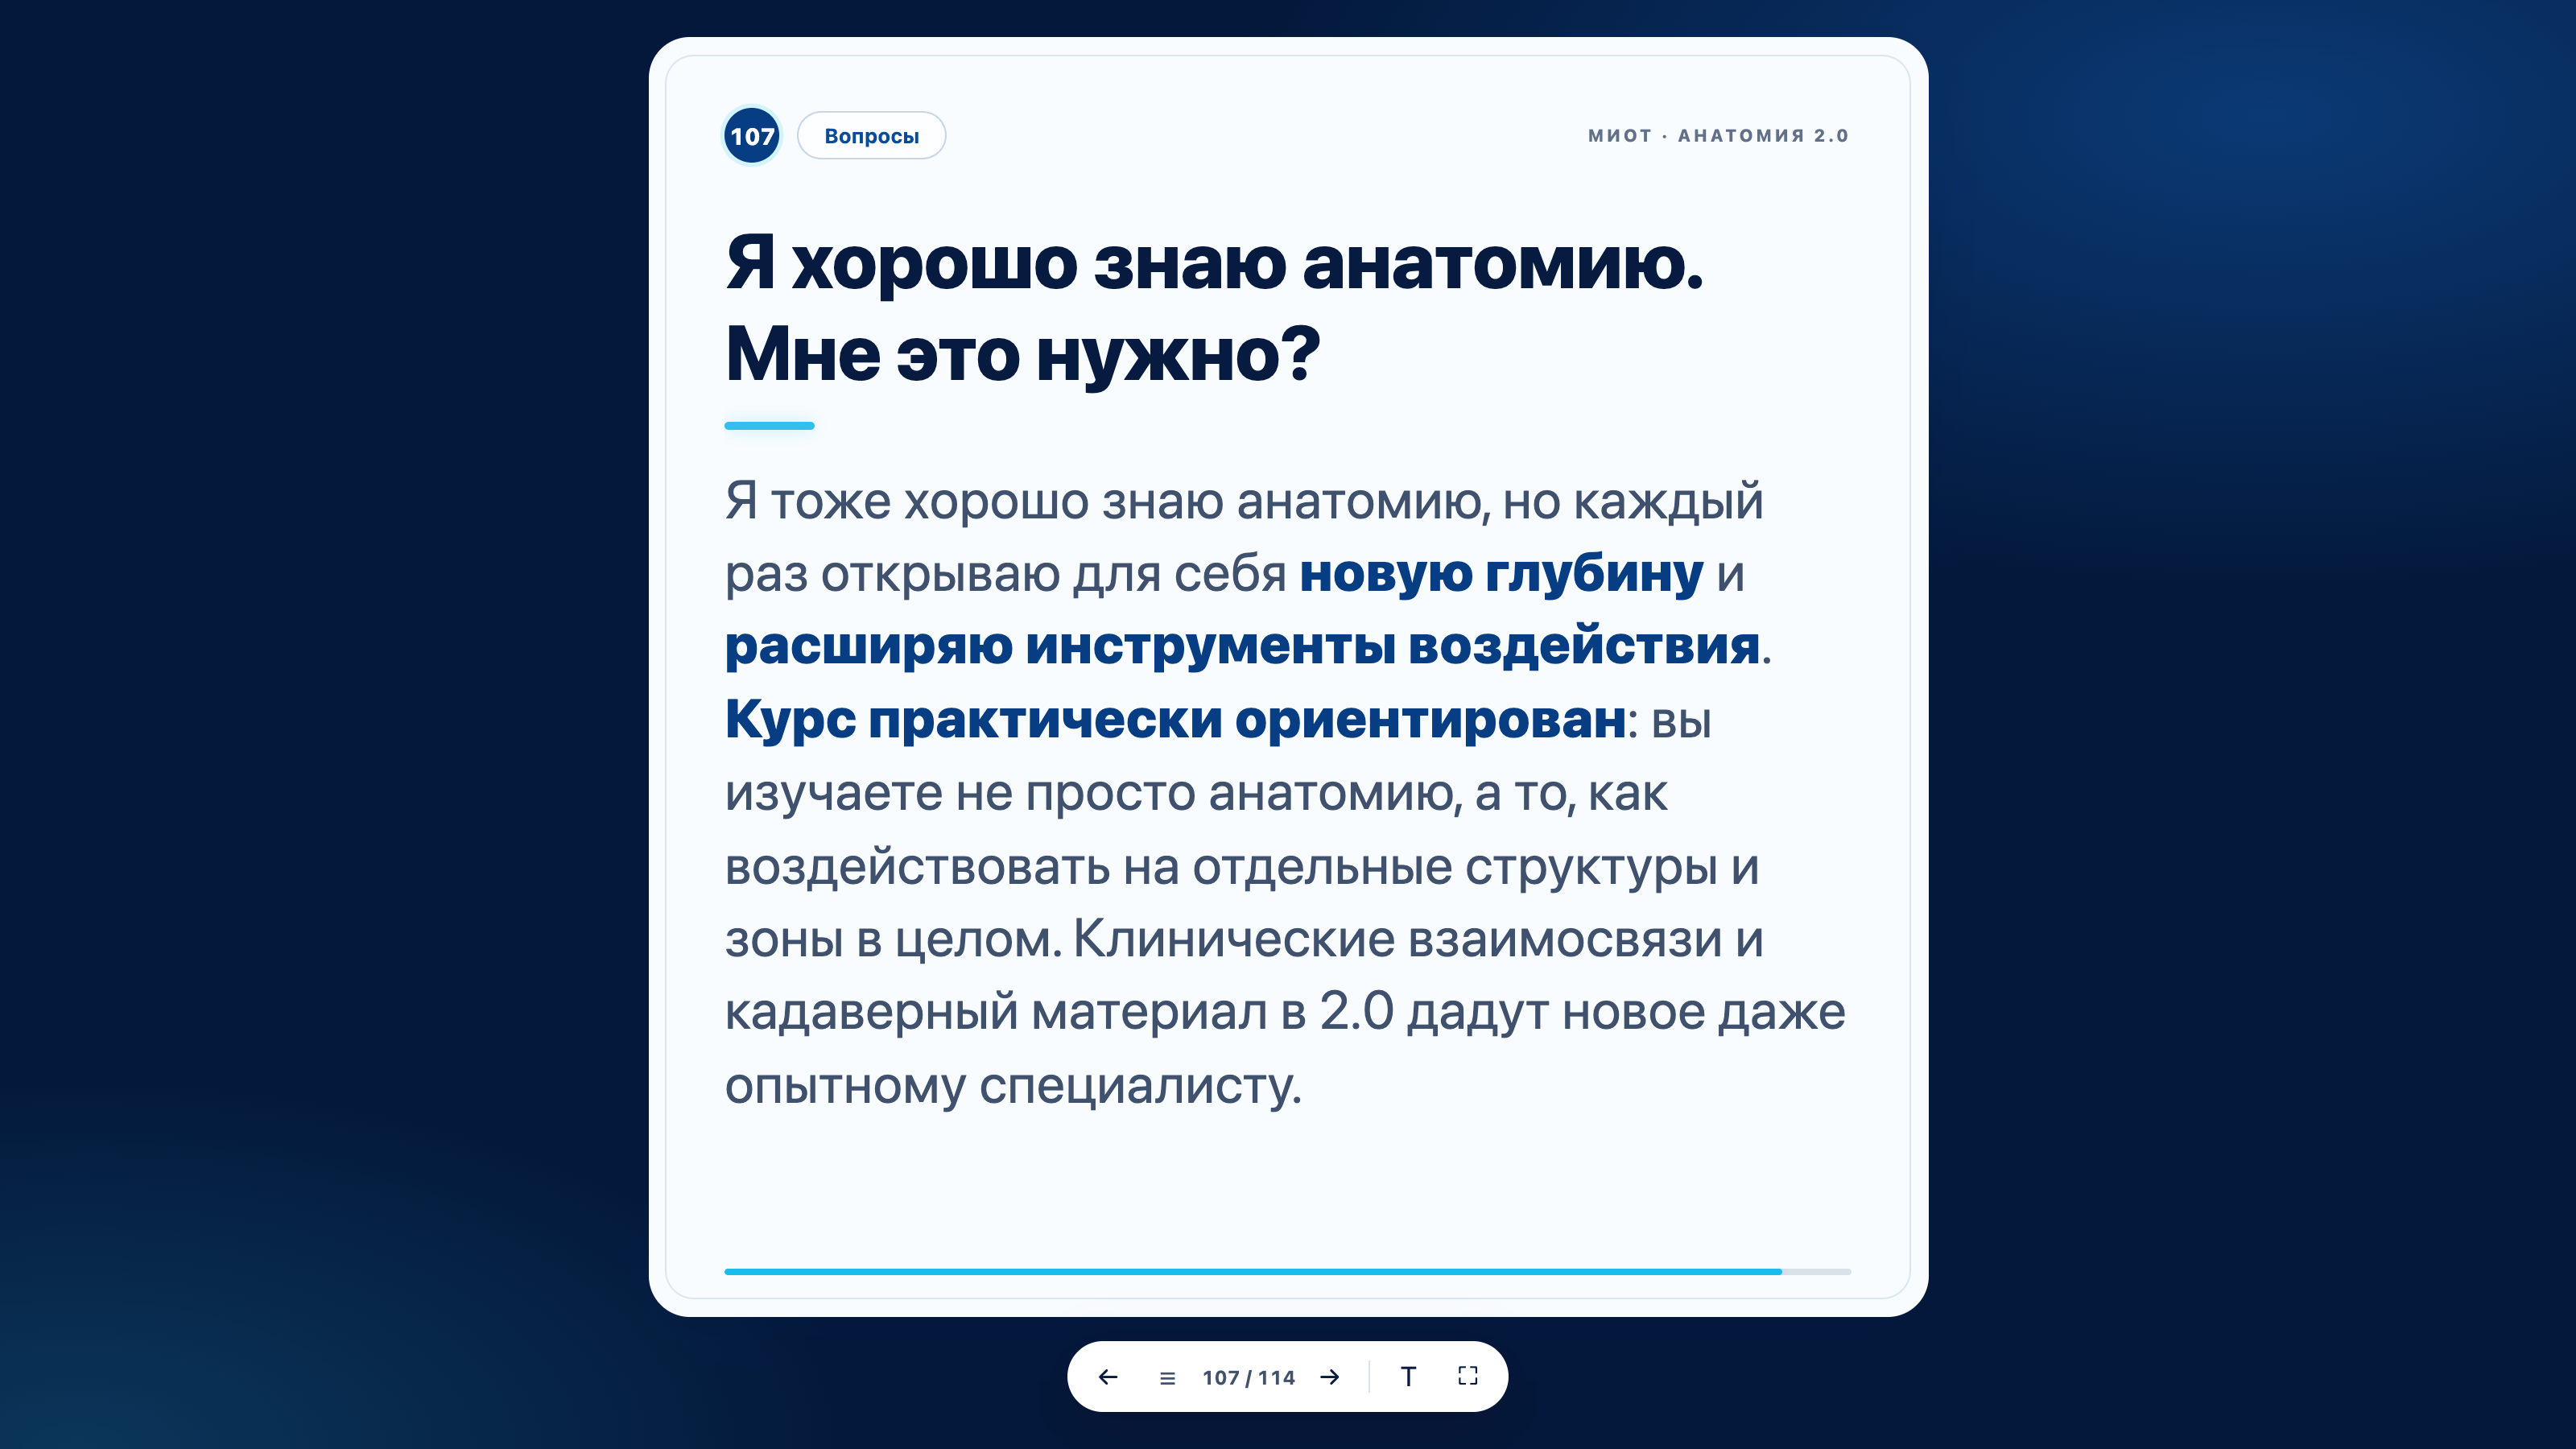 107
Вопросы
МИОТ · АНАТОМИЯ 2.0
Я хорошо знаю анатомию.
Мне это нужно?
Я тоже хорошо знаю анатомию, но каждый
раз открываю для себя новую глубину и
расширяю инструменты воздействия.
Курс практически ориентирован: вы
изучаете не просто анатомию, а то, как
воздействовать на отдельные структуры и
зоны в целом. Клинические взаимосвязи и
кадаверный материал в 2.0 дадут новое даже
опытному специалисту.
107 / 114
T